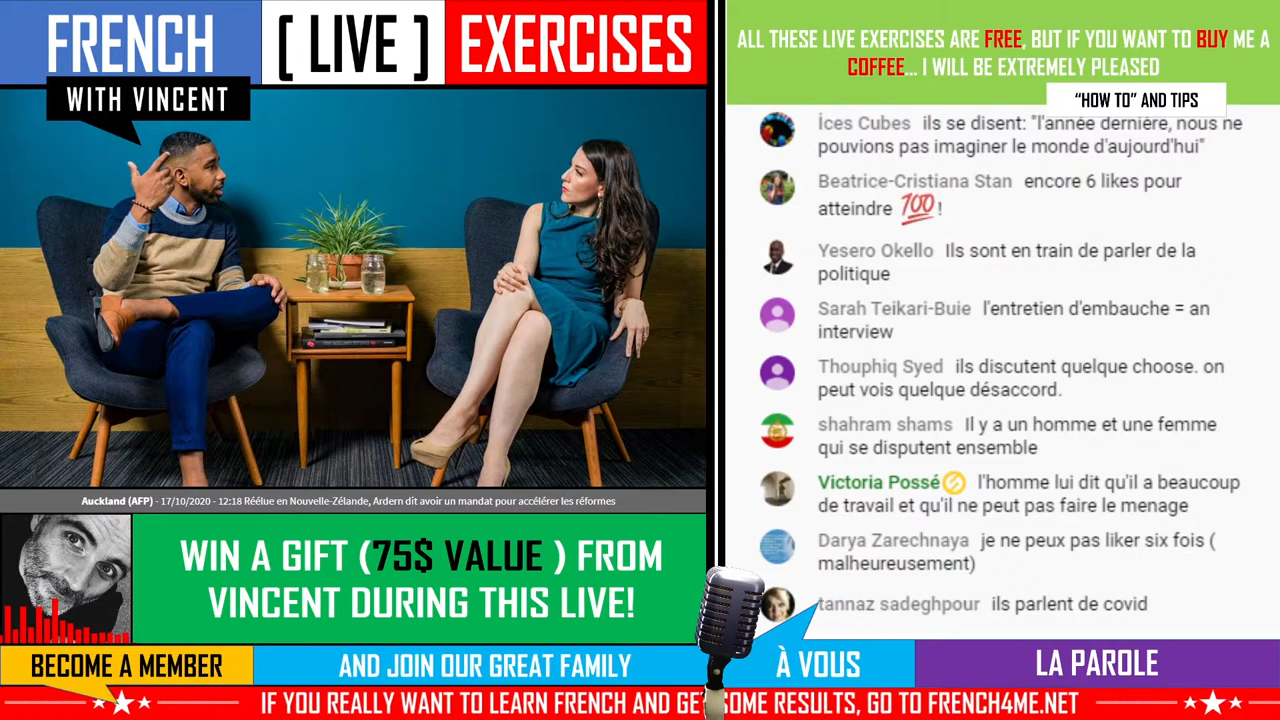 FRENCH [ LIVE ] EXERCISES
WITH VINCENT
Auckland (AFP) - 17/10/2020 - 12:18 Réélue en Nouvelle-Zélande, Ardern dit avoir un mandat pour accélérer les réformes
WIN A GIFT (75$ VALUE ) FROM
VINCENT DURING THIS LIVE!
BECOME A MEMBER
AND JOIN OUR GREAT FAMILY
ALL THESE LIVE EXERCISES ARE FREE, BUT IF YOU WANT TO BUY ME A
COFFEE... I WILL BE EXTREMELY PLEASED
"HOW TO" AND TIPS
İces Cubes ils se disent: "l'année dernière, nous ne
pouvions pas imaginer le monde d'aujourd'hui"
Beatrice-Cristiana Stan encore 6 likes pour
atteindre 100 !
Yesero Okello Ils sont en train de parler de la
politique
Sarah Teikari-Buie l'entretien d'embauche = an
interview
Thouphiq Syed ils discutent quelque choose. on
peut vois quelque désaccord.
shahram shams Il y a un homme et une femme
qui se disputent ensemble
Victoria Possé l'homme lui dit qu'il a beaucoup
de travail et qu'il ne peut pas faire le menage
Darya Zarechnaya je ne peux pas liker six fois (
malheureusement)
tannaz sadeghpour ils parlent de covid
À VOUS
LA PAROLE
IF YOU REALLY WANT TO LEARN FRENCH AND GET SOME RESULTS, GO TO FRENCH4ME.NET